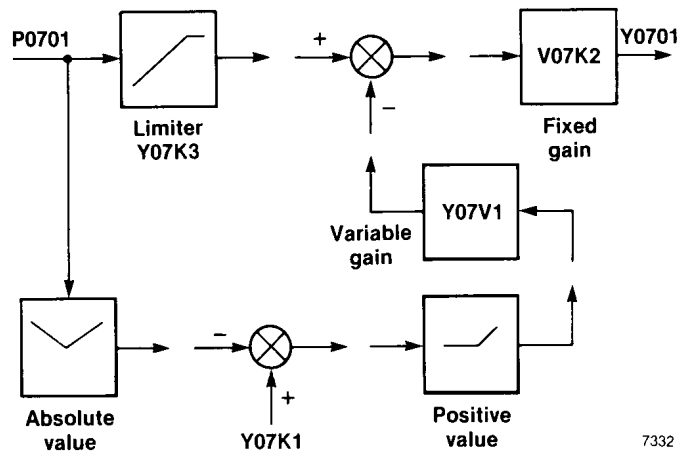 P0701
+
V07K2
Y0701
−
Limiter
Y07K3
Fixed
gain
Y07V1
Variable
gain
−
+
Absolute
value
Y07K1
Positive
value
7332